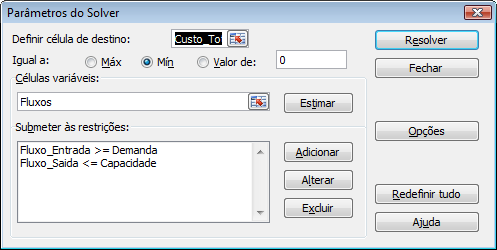 Parâmetros do Solver
Definir célula de destino: Custo_To Resolver
Igual a: Máx Mín Valor de: 0 Fechar
Células variáveis:
Fluxos Estimar
Submeter às restrições: Opções
Fluxo_Entrada >= Demanda Adicionar
Fluxo_Saida <= Capacidade
Alterar
Redefinir tudo
Excluir
Ajuda